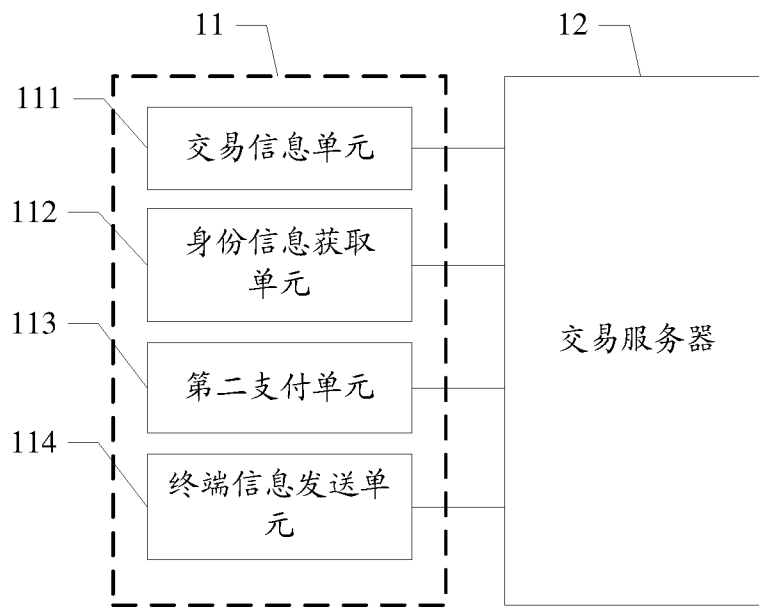 11
12
111
交易信息单元
112
身份信息获取
单元
113
第二支付单元
交易服务器
114
终端信息发送单
元